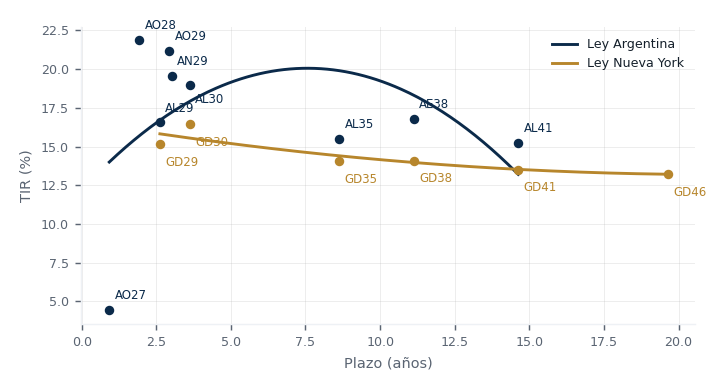 TIR (%)
22.5
20.0
17.5
15.0
12.5
10.0
7.5
5.0
AO28
AO29
AN29
AL30
AL29
GD30
GD29
AL35
GD35
AE38
GD38
AL41
GD41
GD46
AO27
Ley Argentina
Ley Nueva York
0.0 2.5 5.0 7.5 10.0 12.5 15.0 17.5 20.0
Plazo (años)